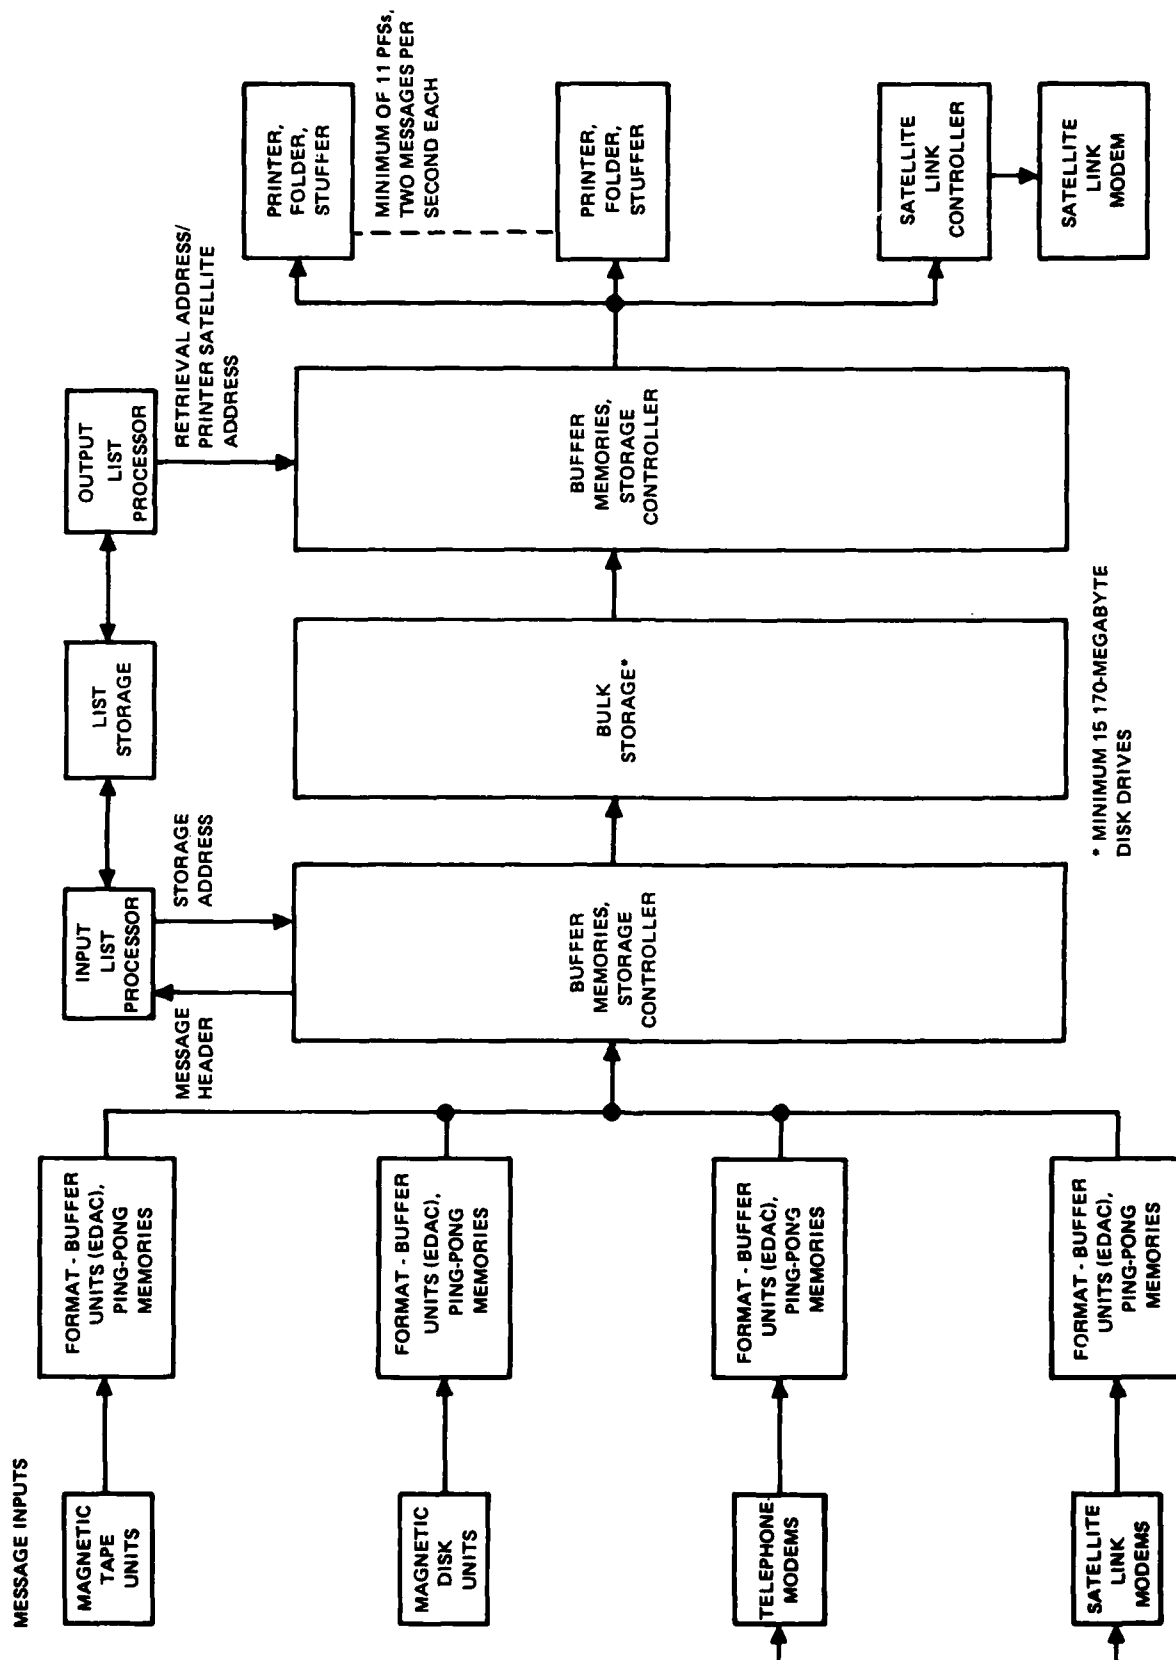 MESSAGE INPUTS
MAGNETIC
TAPE
UNITS
FORMAT - BUFFER
UNITS (EDAC),
PING-PONG
MEMORIES
MAGNETIC
DISK
UNITS
FORMAT - BUFFER
UNITS (EDAC),
PING-PONG
MEMORIES
TELEPHONE
MODEMS
FORMAT - BUFFER
UNITS (EDAC),
PING-PONG
MEMORIES
SATELLITE
LINK
MODEMS
FORMAT - BUFFER
UNITS (EDAC),
PING-PONG
MEMORIES
MESSAGE
HEADER
INPUT
LIST
PROCESSOR
STORAGE
ADDRESS
BUFFER
MEMORIES,
STORAGE
CONTROLLER
LIST
STORAGE
BULK
STORAGE*
* MINIMUM 15 170-MEGABYTE
DISK DRIVES
OUTPUT
LIST
PROCESSOR
RETRIEVAL ADDRESS/
PRINTER SATELLITE
ADDRESS
BUFFER
MEMORIES,
STORAGE
CONTROLLER
PRINTER,
FOLDER,
STUFFER
MINIMUM OF 11 PFSs,
TWO MESSAGES PER
SECOND EACH
PRINTER,
FOLDER,
STUFFER
SATELLITE
LINK
CONTROLLER
SATELLITE
LINK
MODEM